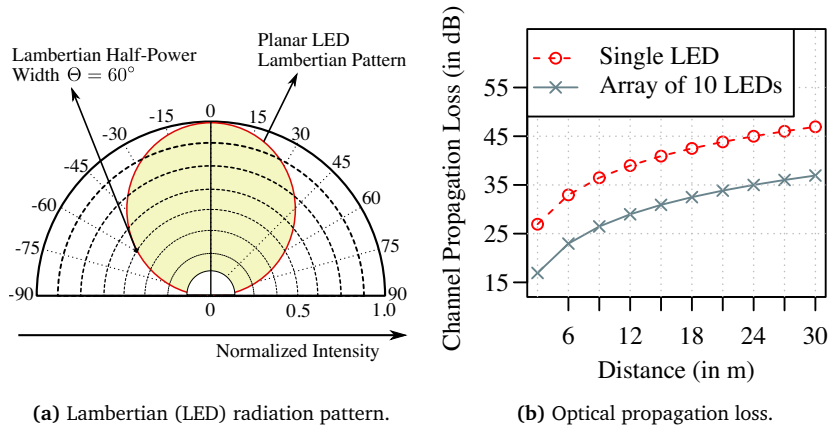 Lambertian Half-Power
Width Θ = 60°
Planar LED
Lambertian Pattern
-90
-75
-60
-45
-30
-15
0
15
30
45
60
75
90
0
0.5
1.0
Normalized Intensity
(a) Lambertian (LED) radiation pattern.
Channel Propagation Loss (in dB)
Single LED
Array of 10 LEDs
55
45
35
25
15
6 12 18 24 30
Distance (in m)
(b) Optical propagation loss.